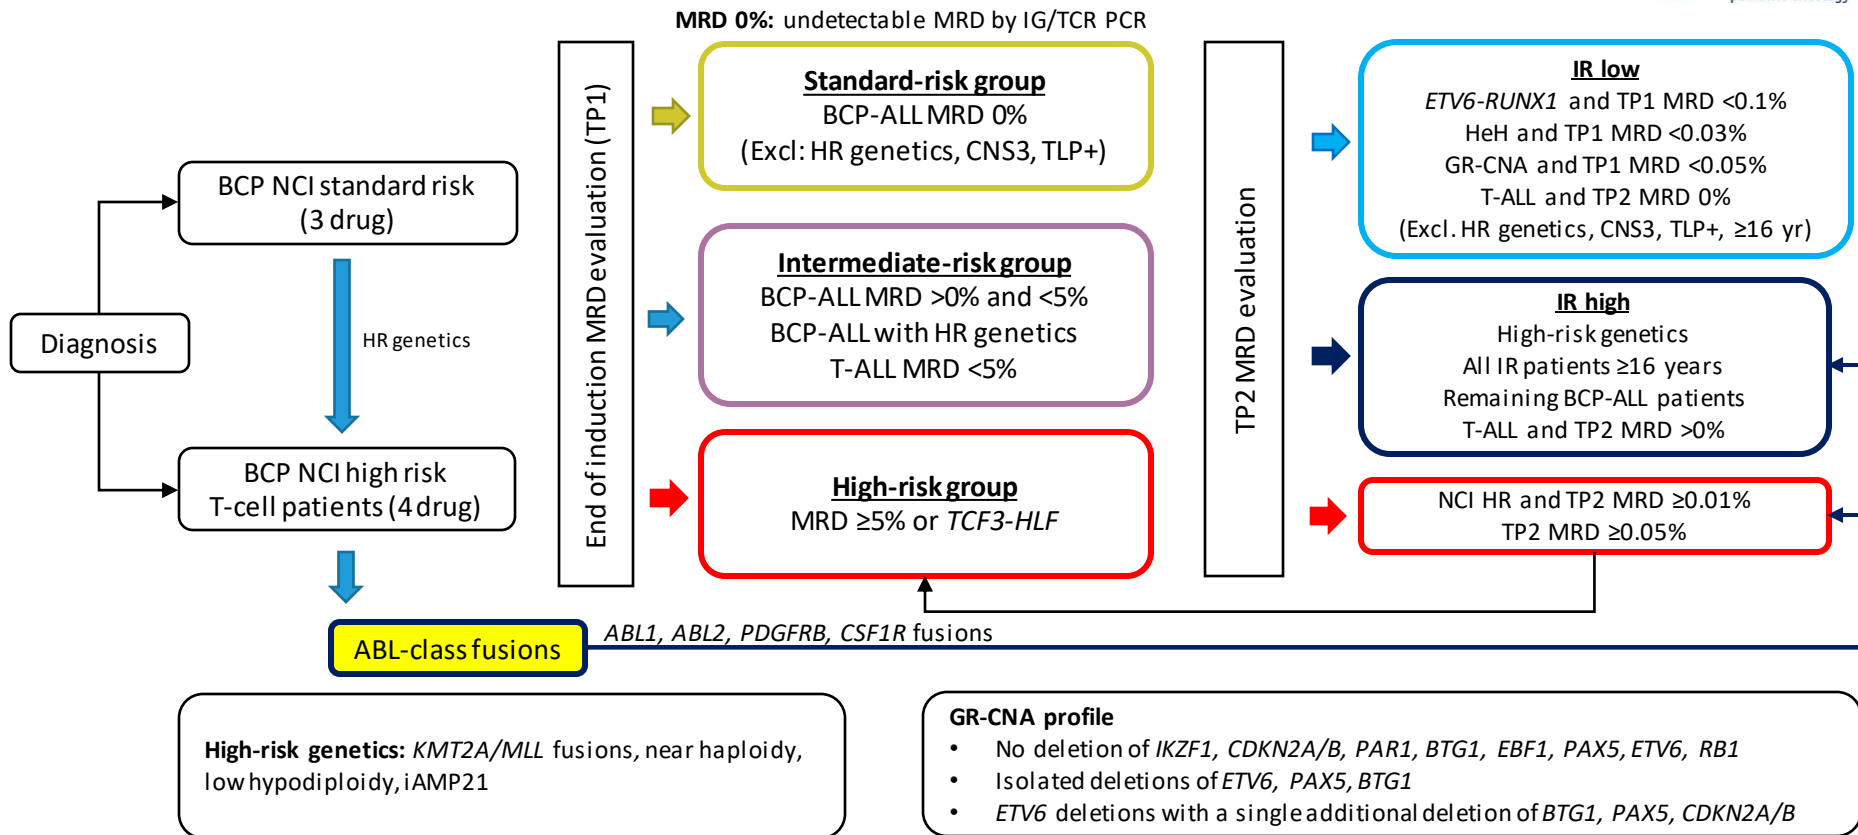 MRD 0%: undetectable MRD by IG/TCR PCR
Diagnosis
BCP NCI standard risk
(3 drug)
HR genetics
BCP NCI high risk
T-cell patients (4 drug)
ABL-class fusions
ABL1, ABL2, PDGFRB, CSF1R fusions
End of induction MRD evaluation (TP1)
Standard-risk group
BCP-ALL MRD 0%
(Excl: HR genetics, CNS3, TLP+)
Intermediate-risk group
BCP-ALL MRD >0% and <5%
BCP-ALL with HR genetics
T-ALL MRD <5%
High-risk group
MRD ≥5% or TCF3-HLF
TP2 MRD evaluation
IR low
ETV6-RUNX1 and TP1 MRD <0.1%
HeH and TP1 MRD <0.03%
GR-CNA and TP1 MRD <0.05%
T-ALL and TP2 MRD 0%
(Excl. HR genetics, CNS3, TLP+, ≥16 yr)
IR high
High-risk genetics
All IR patients ≥16 years
Remaining BCP-ALL patients
T-ALL and TP2 MRD >0%
NCI HR and TP2 MRD ≥0.01%
TP2 MRD ≥0.05%
High-risk genetics: KMT2A/MLL fusions, near haploidy,
low hypodiploidy, iAMP21
GR-CNA profile
• No deletion of IKZF1, CDKN2A/B, PAR1, BTG1, EBF1, PAX5, ETV6, RB1
• Isolated deletions of ETV6, PAX5, BTG1
• ETV6 deletions with a single additional deletion of BTG1, PAX5, CDKN2A/B